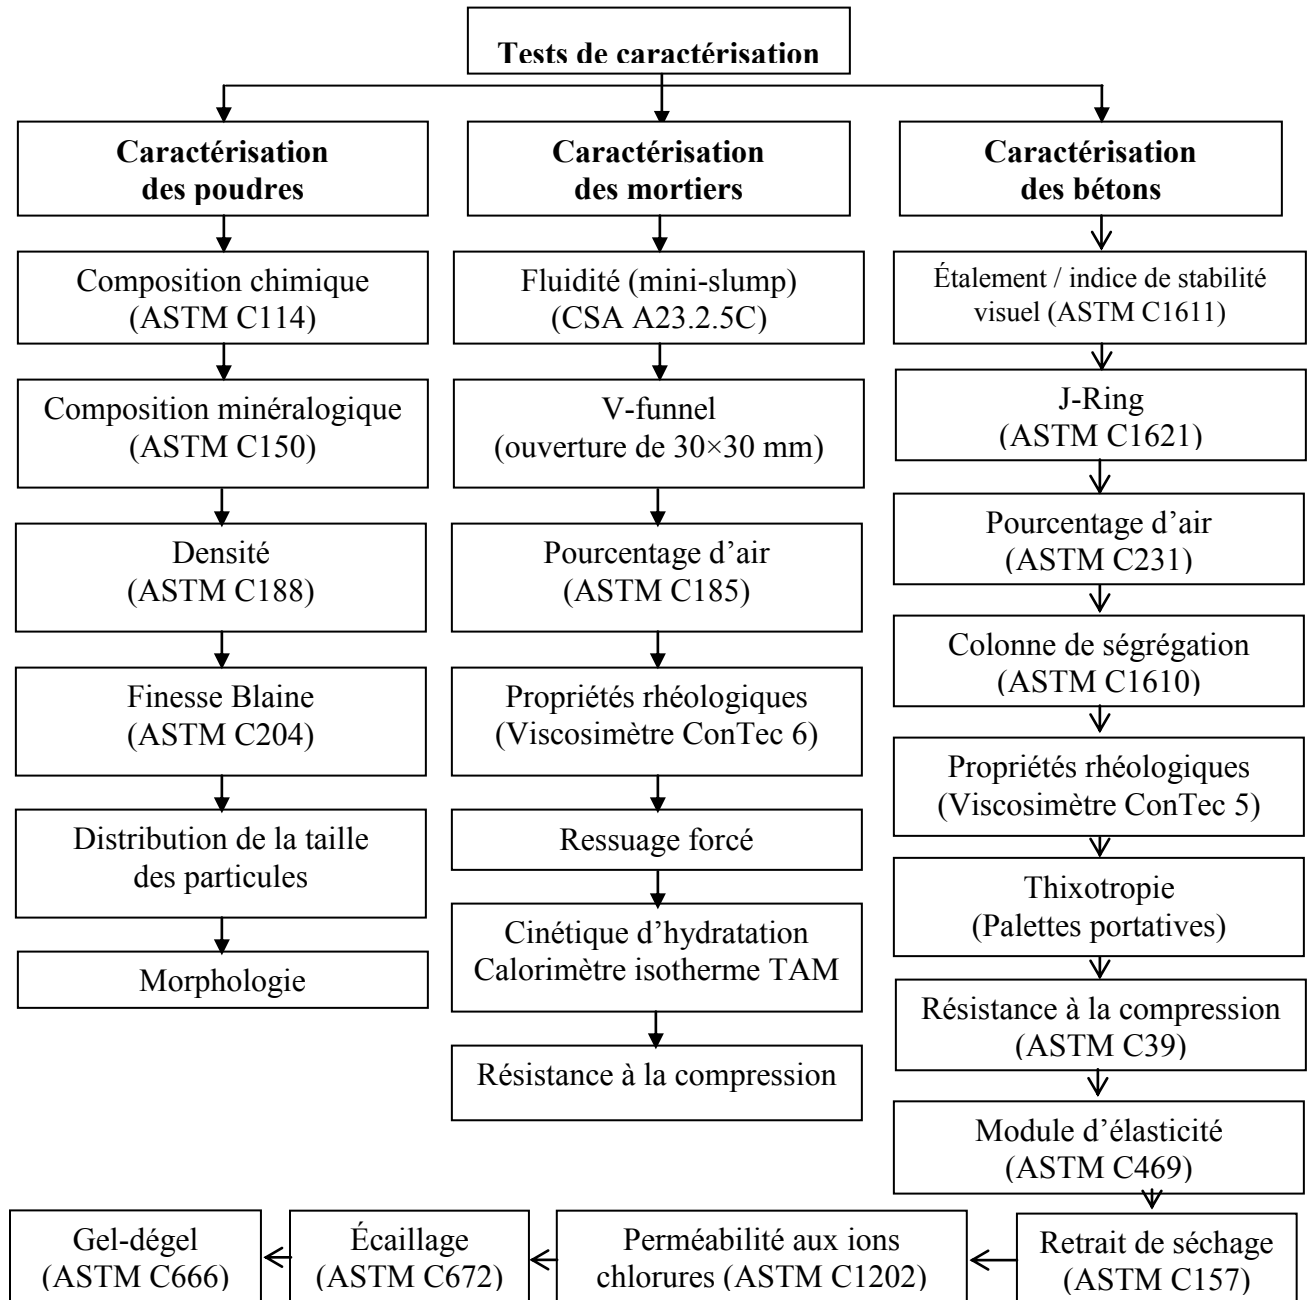 Tests de caractérisation
Caractérisation
des poudres
Composition chimique
(ASTM C114)
Composition minéralogique
(ASTM C150)
Densité
(ASTM C188)
Finesse Blaine
(ASTM C204)
Distribution de la taille
des particules
Morphologie
Caractérisation
des mortiers
Fluidité (mini-slump)
(CSA A23.2.5C)
V-funnel
(ouverture de 30×30 mm)
Pourcentage d’air
(ASTM C185)
Propriétés rhéologiques
(Viscosimètre ConTec 6)
Ressuage forcé
Cinétique d’hydratation
Calorimètre isotherme TAM
Résistance à la compression
Caractérisation
des bétons
Étalement / indice de stabilité
visuel (ASTM C1611)
J-Ring
(ASTM C1621)
Pourcentage d’air
(ASTM C231)
Colonne de ségrégation
(ASTM C1610)
Propriétés rhéologiques
(Viscosimètre ConTec 5)
Thixotropie
(Palettes portatives)
Résistance à la compression
(ASTM C39)
Module d’élasticité
(ASTM C469)
Retrait de séchage
(ASTM C157)
Perméabilité aux ions
chlorures (ASTM C1202)
Écaillage
(ASTM C672)
Gel-dégel
(ASTM C666)